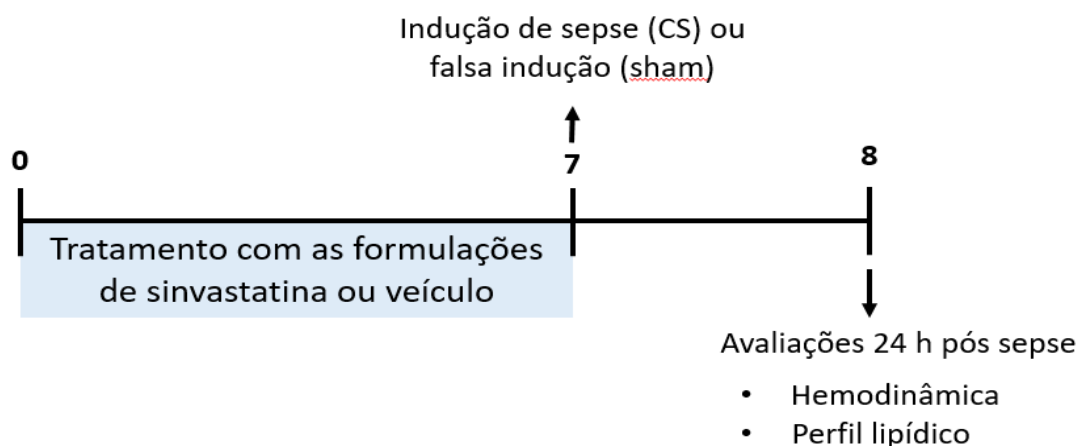 Indução de sepse (CS) ou
falsa indução (sham)
0
7
8
Tratamento com as formulações
de sinvastatina ou veículo
Avaliações 24 h pós sepse
• Hemodinâmica
• Perfil lipídico